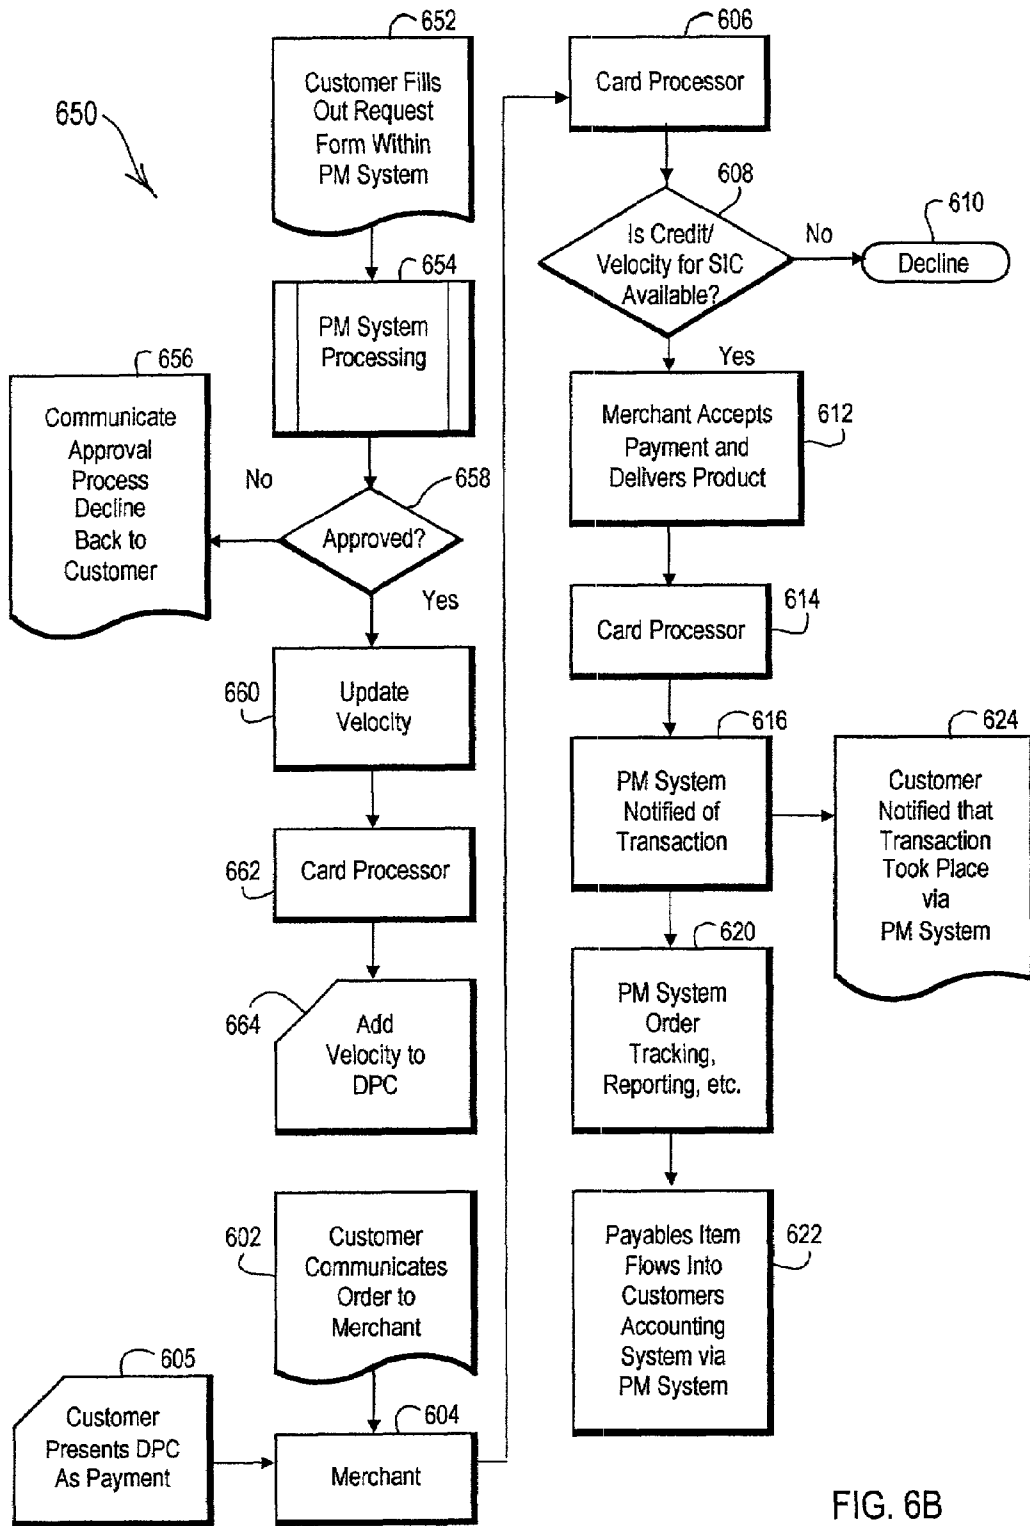 650
652
Customer Fills
Out Request
Form Within
PM System
654
PM System
Processing
656
Communicate
Approval
Process
Decline
Back to
Customer
No
658
Approved?
Yes
660
Update
Velocity
662
Card Processor
664
Add
Velocity to
DPC
602
Customer
Communicates
Order to
Merchant
605
Customer
Presents DPC
As Payment
604
Merchant
606
Card Processor
608
Is Credit/
Velocity for SIC
Available?
No
610
Decline
Yes
612
Merchant Accepts
Payment and
Delivers Product
614
Card Processor
616
PM System
Notified of
Transaction
624
Customer
Notified that
Transaction
Took Place
via
PM System
620
PM System
Order
Tracking,
Reporting, etc.
622
Payables Item
Flows Into
Customers
Accounting
System via
PM System
FIG. 6B